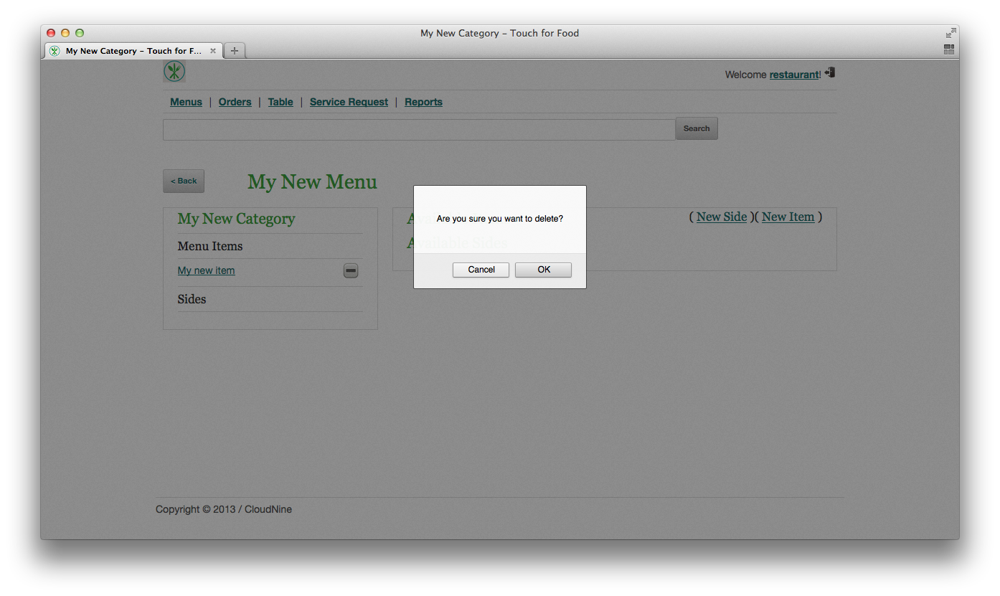 My New Category – Touch for Food
My New Category – Touch for F...
Welcome restaurant!
Menus | Orders | Table | Service Request | Reports
Search
< Back
My New Menu
My New Category
Menu Items
My new item
Sides
( New Side )( New Item )
Available Sides
Are you sure you want to delete?
Cancel
OK
Copyright © 2013 / CloudNine